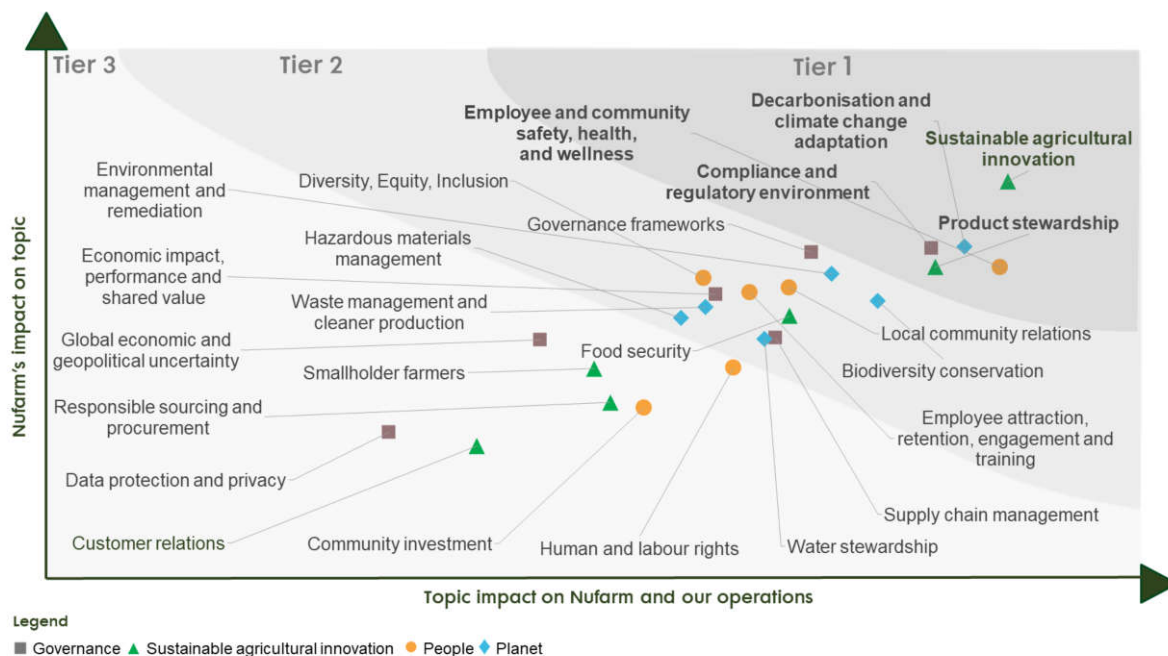 Tier 3
Tier 2
Tier 1
Employee and community
safety, health,
and wellness
Decarbonisation and
climate change
adaptation
Sustainable agricultural
innovation
Environmental
management and
remediation
Diversity, Equity, Inclusion
Compliance and
regulatory environment
Governance frameworks
Product stewardship
Hazardous materials
management
Economic impact,
performance and
shared value
Waste management and
cleaner production
Global economic and
geopolitical uncertainty
Food security
Local community relations
Smallholder farmers
Biodiversity conservation
Responsible sourcing and
procurement
Employee attraction,
retention, engagement and
training
Data protection and privacy
Supply chain management
Customer relations
Community investment
Human and labour rights
Water stewardship
Nufarm's impact on topic
Topic impact on Nufarm and our operations
Legend
Governance
Sustainable agricultural innovation
People
Planet